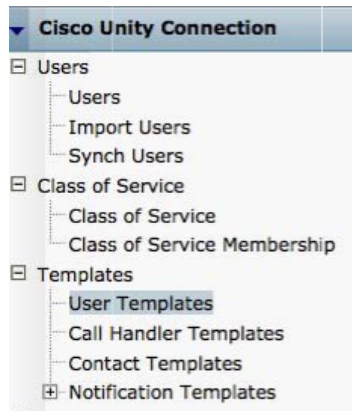 Cisco Unity Connection
Users
Users
Import Users
Synch Users
Class of Service
Class of Service
Class of Service Membership
Templates
User Templates
Call Handler Templates
Contact Templates
Notification Templates